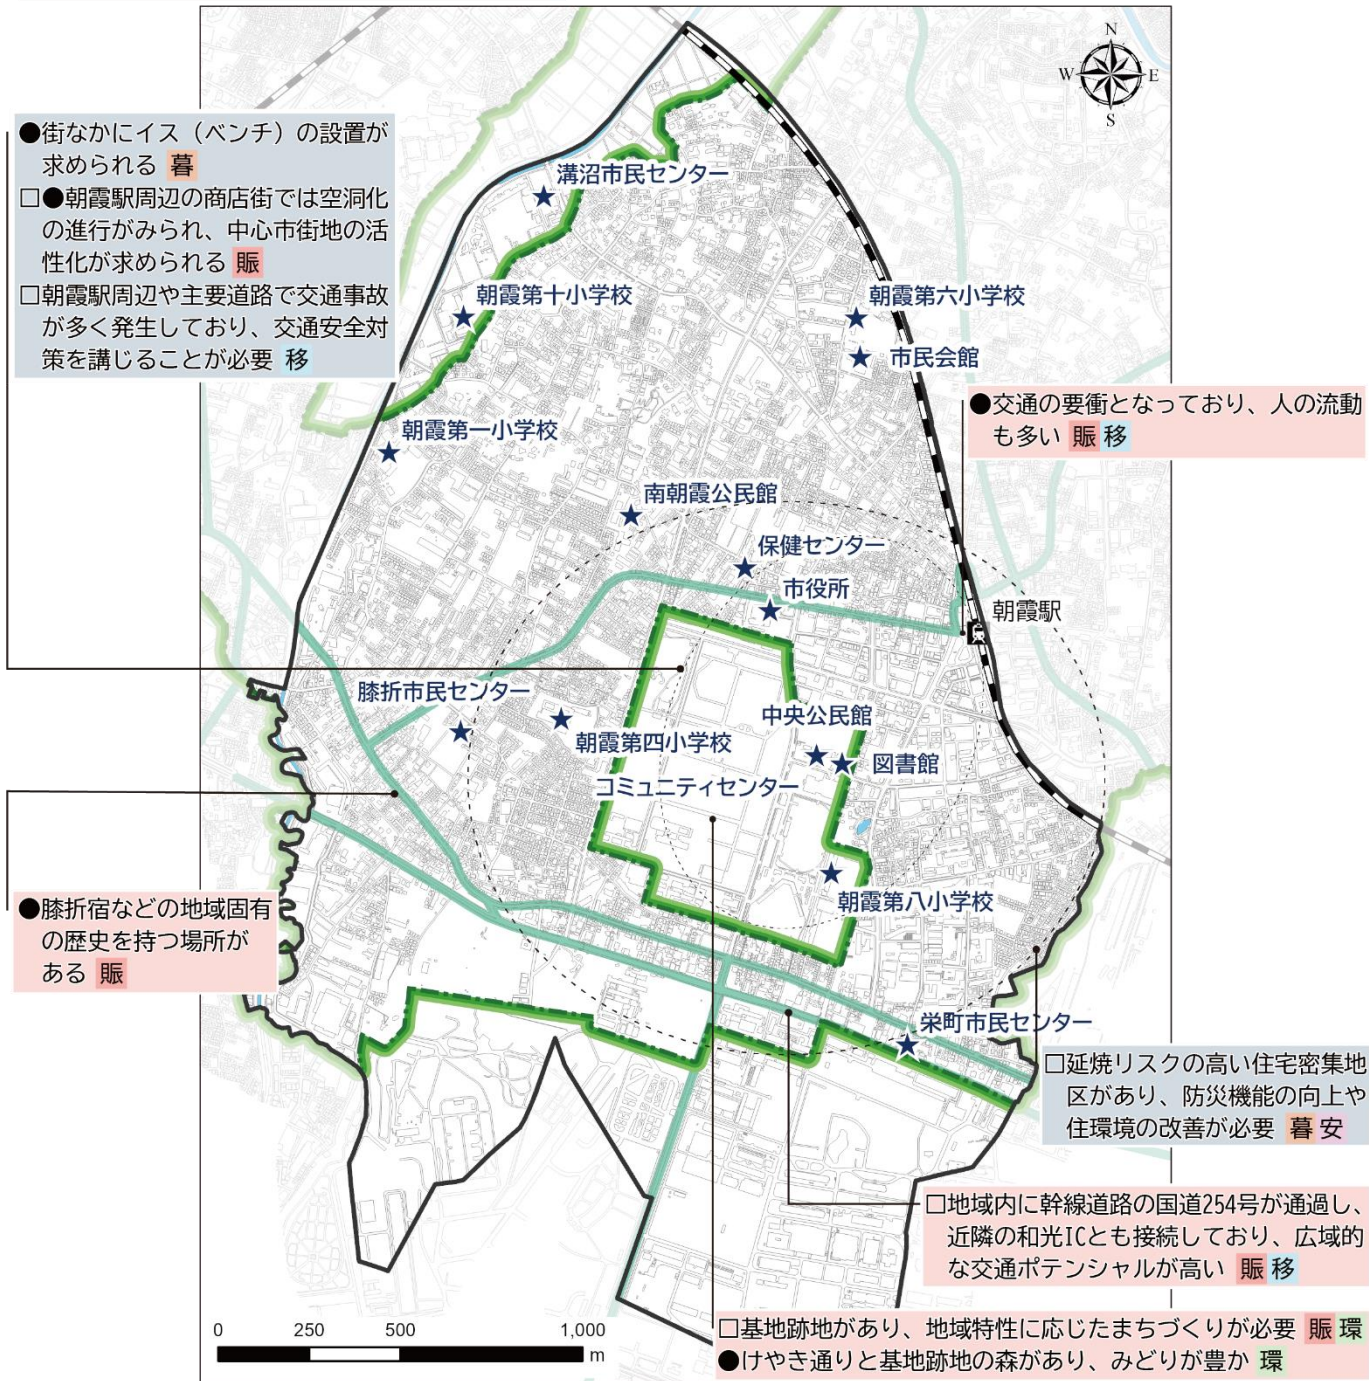 N
W
E
S
●街なかにイス（ベンチ）の設置が
求められる 暮
□●朝霞駅周辺の商店街では空洞化
の進行がみられ、中心市街地の活
性化が求められる 賑
□朝霞駅周辺や主要道路で交通事故
が多く発生しており、交通安全対
策を講じることが必要 移
溝沼市民センター
朝霞第十小学校
朝霞第六小学校
市民会館
●交通の要衝となっており、人の流動
も多い 賑 移
朝霞第一小学校
南朝霞公民館
保健センター
市役所
朝霞駅
膝折市民センター
朝霞第四小学校
中央公民館
図書館
コミュニティセンター
朝霞第八小学校
●膝折宿などの地域固有
の歴史を持つ場所が
ある 賑
栄町市民センター
□延焼リスクの高い住宅密集地
区があり、防災機能の向上や
住環境の改善が必要 暮 安
□地域内に幹線道路の国道254号が通過し、
近隣の和光ICとも接続しており、広域的
な交通ポテンシャルが高い 賑 移
□基地跡地があり、地域特性に応じたまちづくりが必要 賑 環
●けやき通りと基地跡地の森があり、みどりが豊か 環
0 250 500 1,000
m